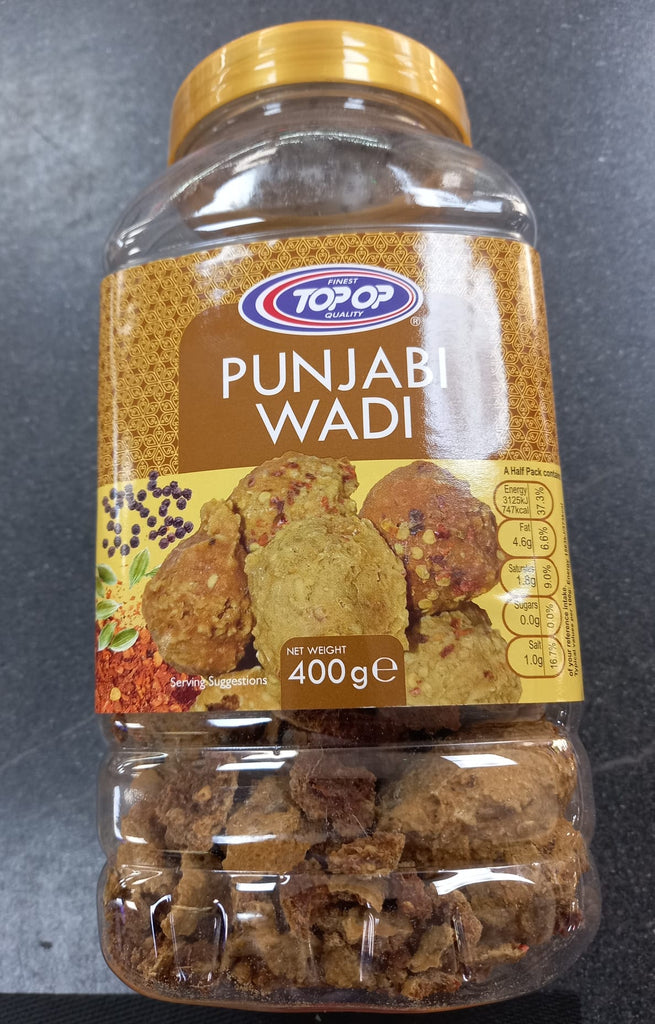 FINEST
TOP OP
QUALITY
®
PUNJABI
WADI
A Half Pack contains
Energy
3125kJ
747kcal
37.3%
Fat
4.6g
6.6%
Saturates
1.8g
9.0%
Sugars
0.0g
0.0%
Salt
1.0g
16.7%
of your reference intake.
Serving Suggestions
NET WEIGHT
400g℮